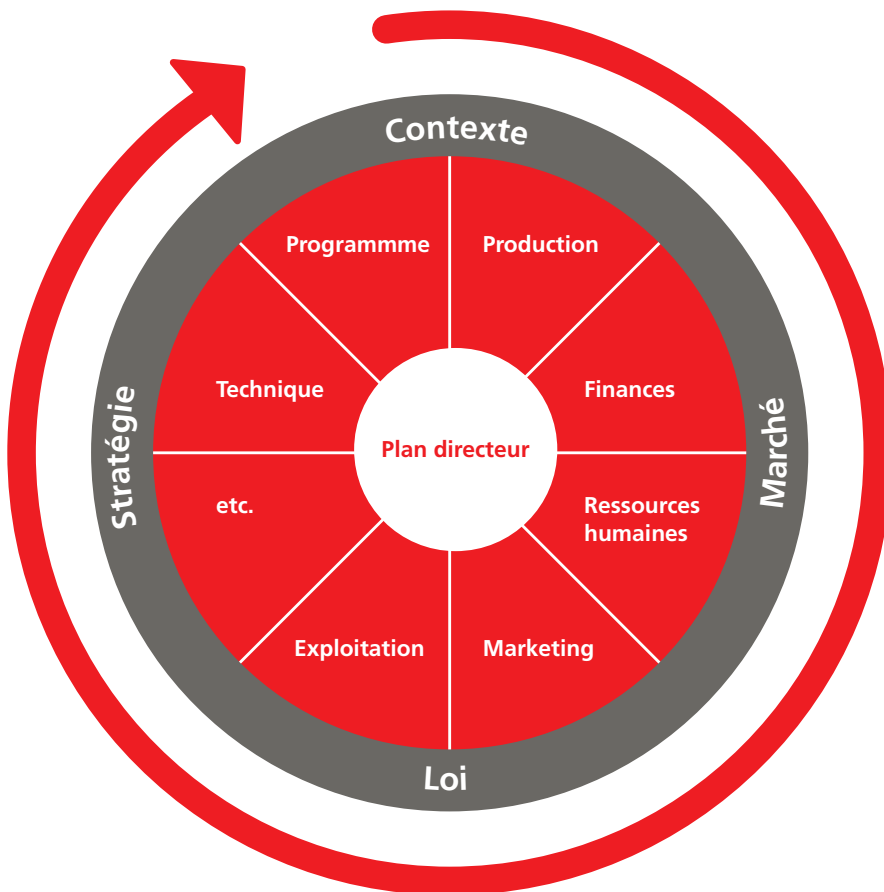 Contexte
Programmme
Production
Technique
Finances
Stratégie
Plan directeur
Marché
etc.
Ressources
humaines
Exploitation
Marketing
Loi